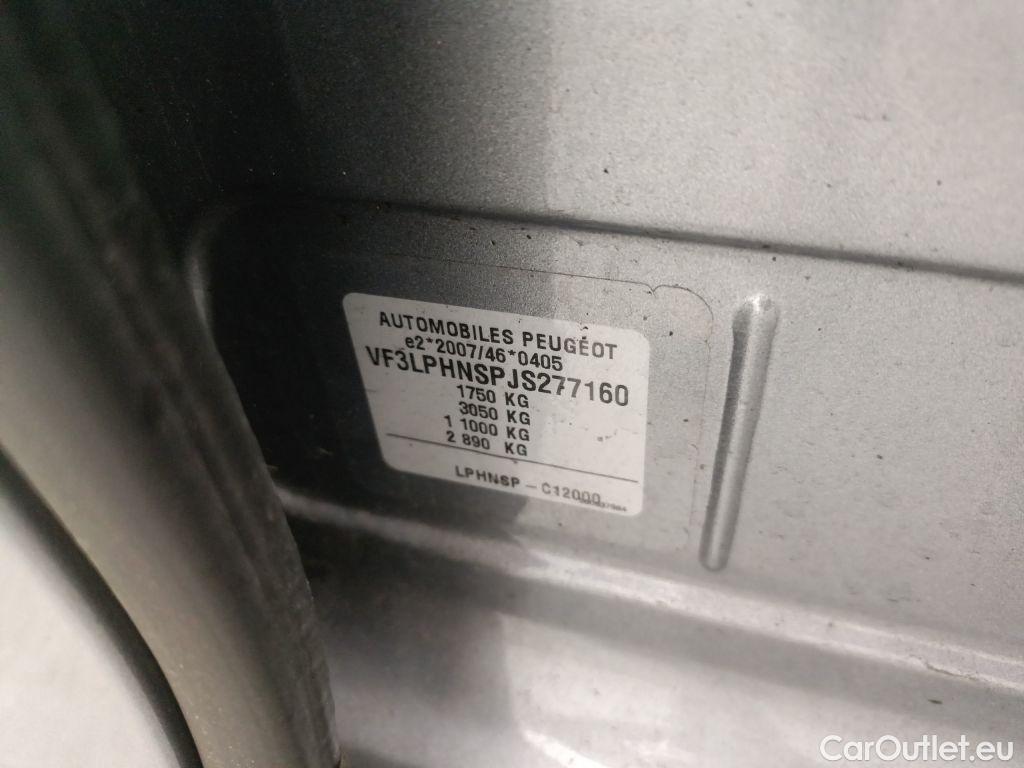 AUTOMOBILES PEUGEOT
e2*2007/46*0405
VF3LPHNSPJS277160
1750 KG
3050 KG
1 1000 KG
2 890 KG
LPHNSP - C12000
CarOutlet.eu